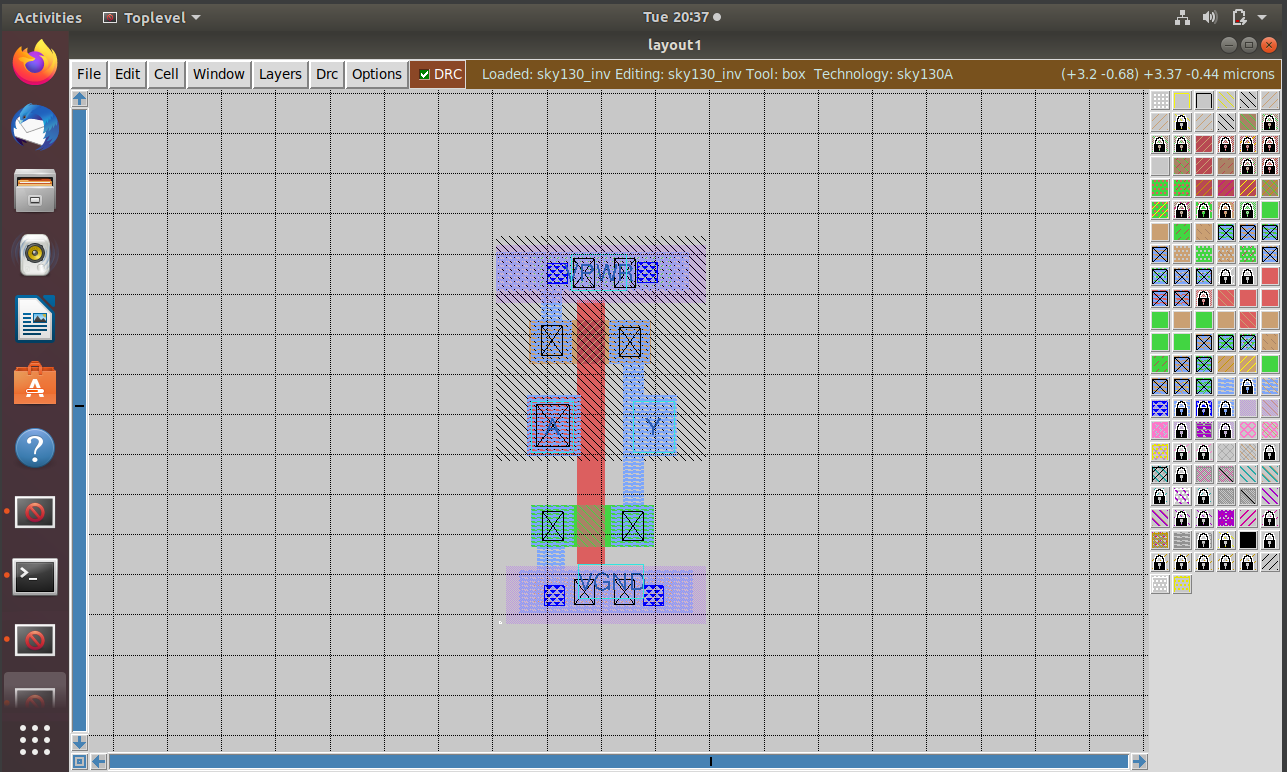 Activities Toplevel Tue 20:37
layout1
File Edit Cell Window Layers Drc Options DRC Loaded: sky130_inv Editing: sky130_inv Tool: box Technology: sky130A (+3.2 -0.68) +3.37 -0.44 microns
VPWR
A Y
VGND